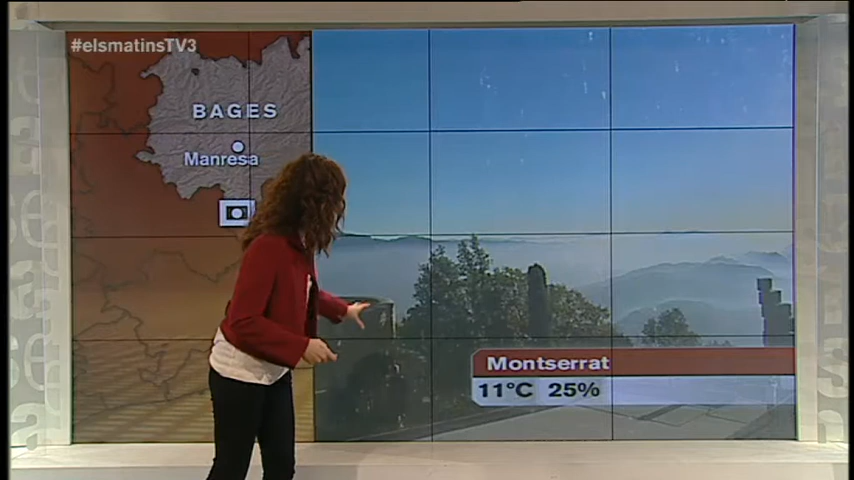 #elsmatinsTV3
BAGES
Manresa
Montserrat
11°C 25%